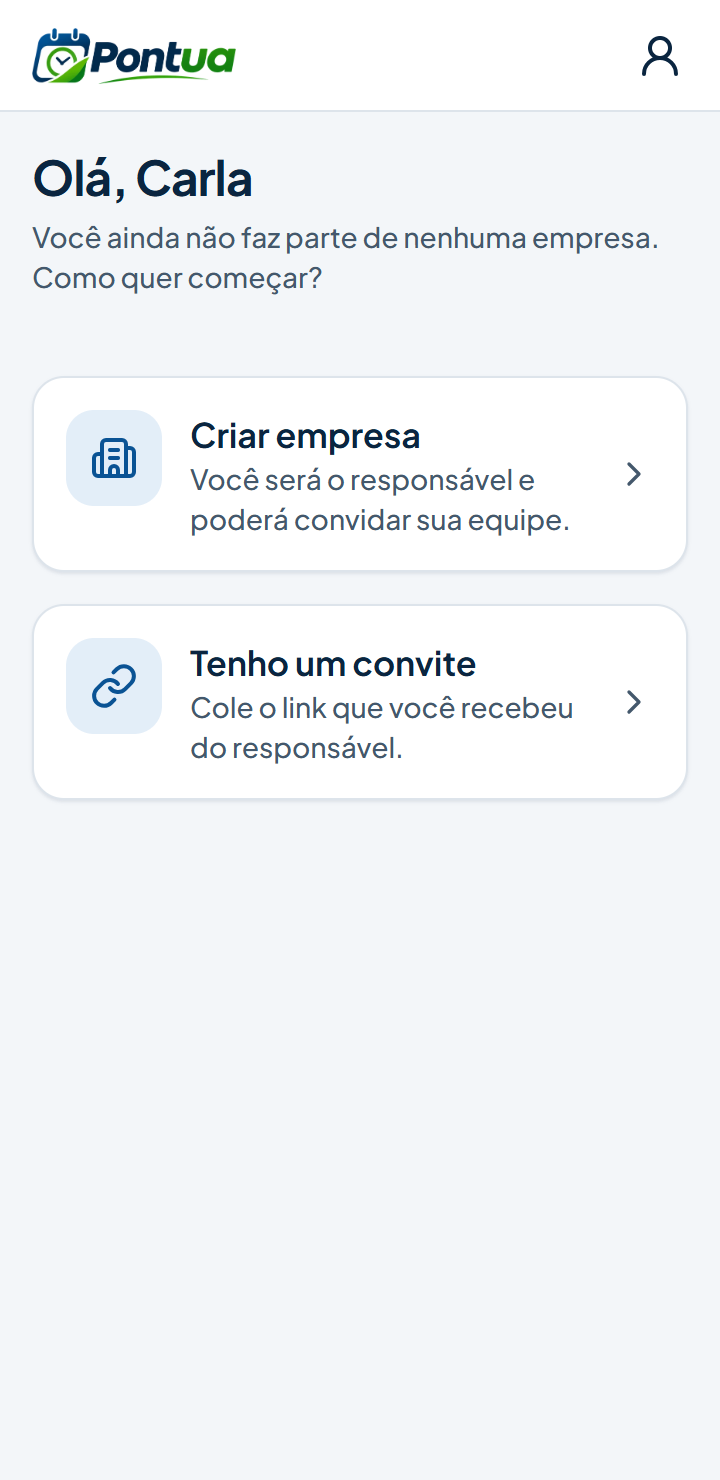 Pontua
Olá, Carla
Você ainda não faz parte de nenhuma empresa.
Como quer começar?
Criar empresa
Você será o responsável e
poderá convidar sua equipe.
Tenho um convite
Cole o link que você recebeu
do responsável.